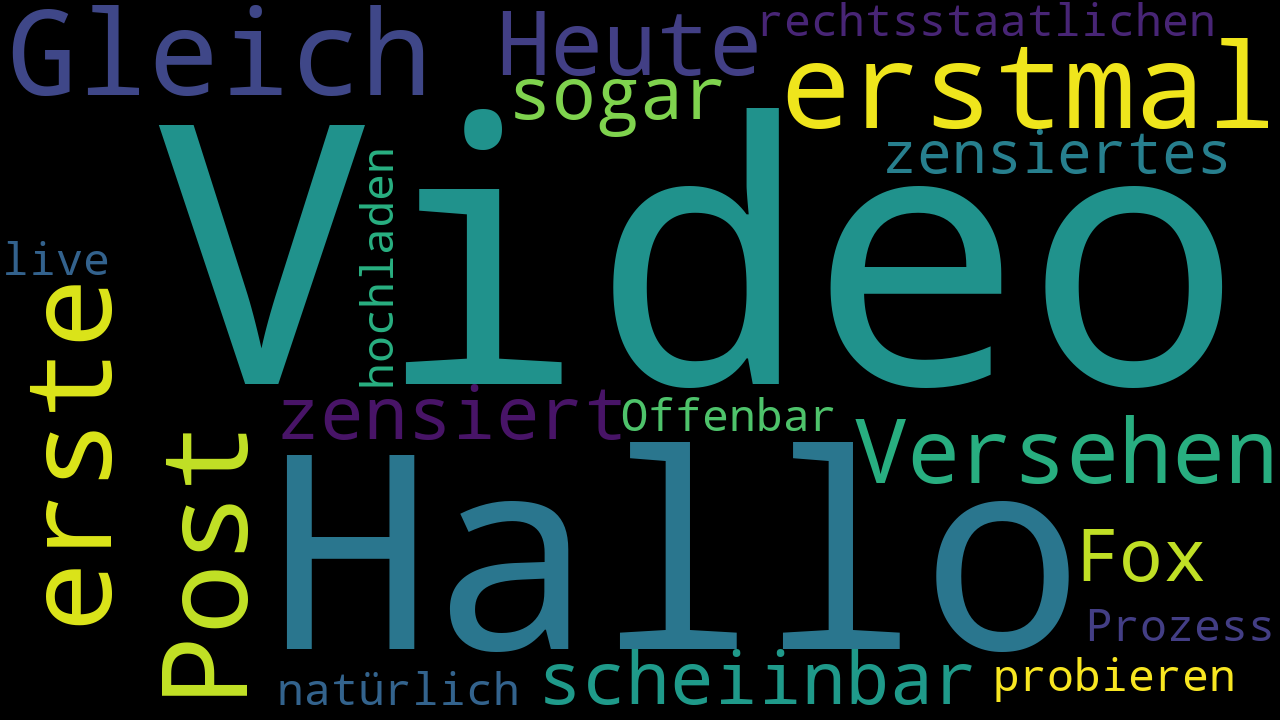 Gleich
Heute
rechtsstaatlichen
sogar
erstmal
Video
zensiertes
hochladen
live
erste
zensiert
Offenbar
Versehen
Post
Hallo
Fox
Prozess
natürlich
scheiinbar
probieren